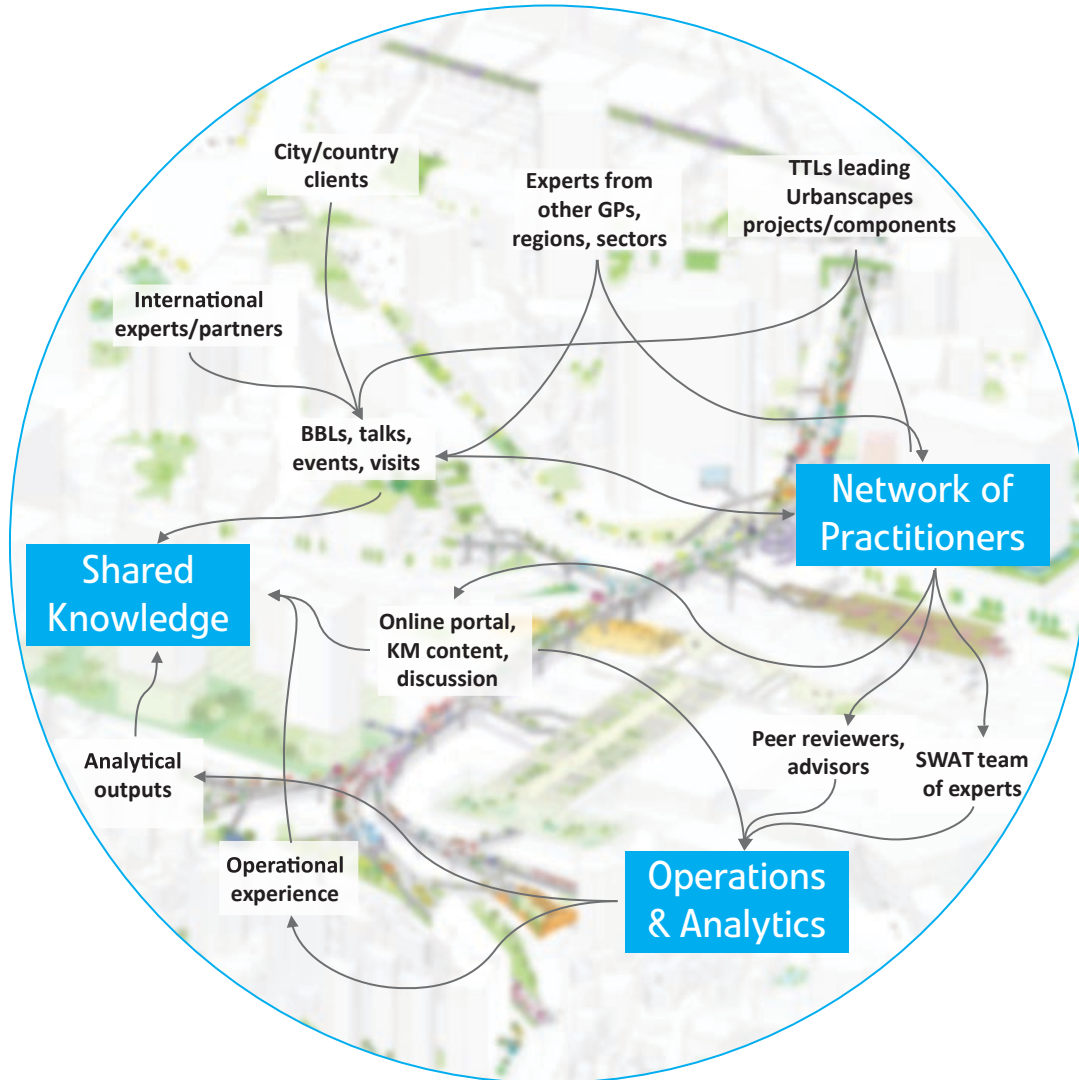 City/country
clients
Experts from
other GPs,
regions, sectors
TTLs leading
Urbanscapes
projects/components
International
experts/partners
BBLs, talks,
events, visits
Network of
Practitioners
Shared
Knowledge
Online portal,
KM content,
discussion
Peer reviewers,
advisors
SWAT team
of experts
Analytical
outputs
Operational
experience
Operations
& Analytics